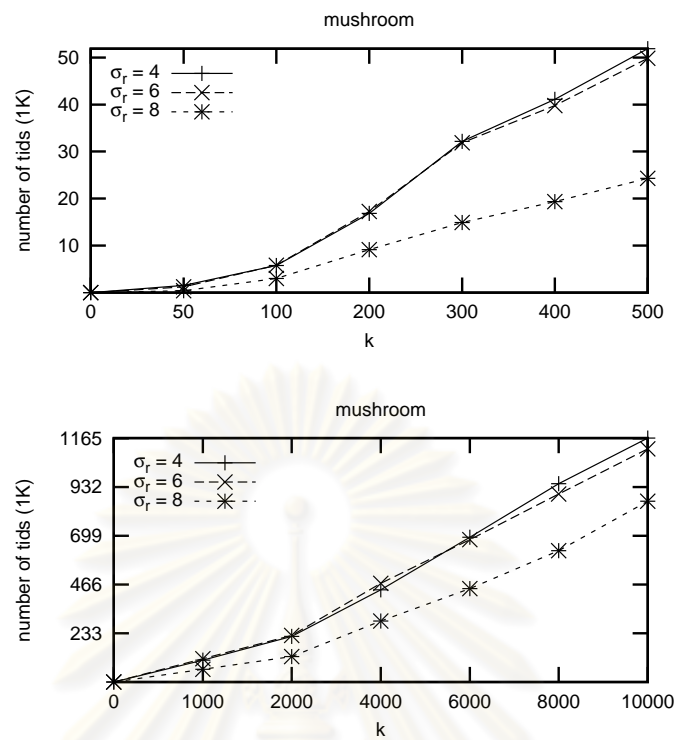 mushroom
number of tids (1K)
50
40
30
20
10
σr = 4
σr = 6
σr = 8
0 50 100 200 300 400 500
k
mushroom
number of tids (1K)
1165
932
699
466
233
σr = 4
σr = 6
σr = 8
0 1000 2000 4000 6000 8000 10000
k